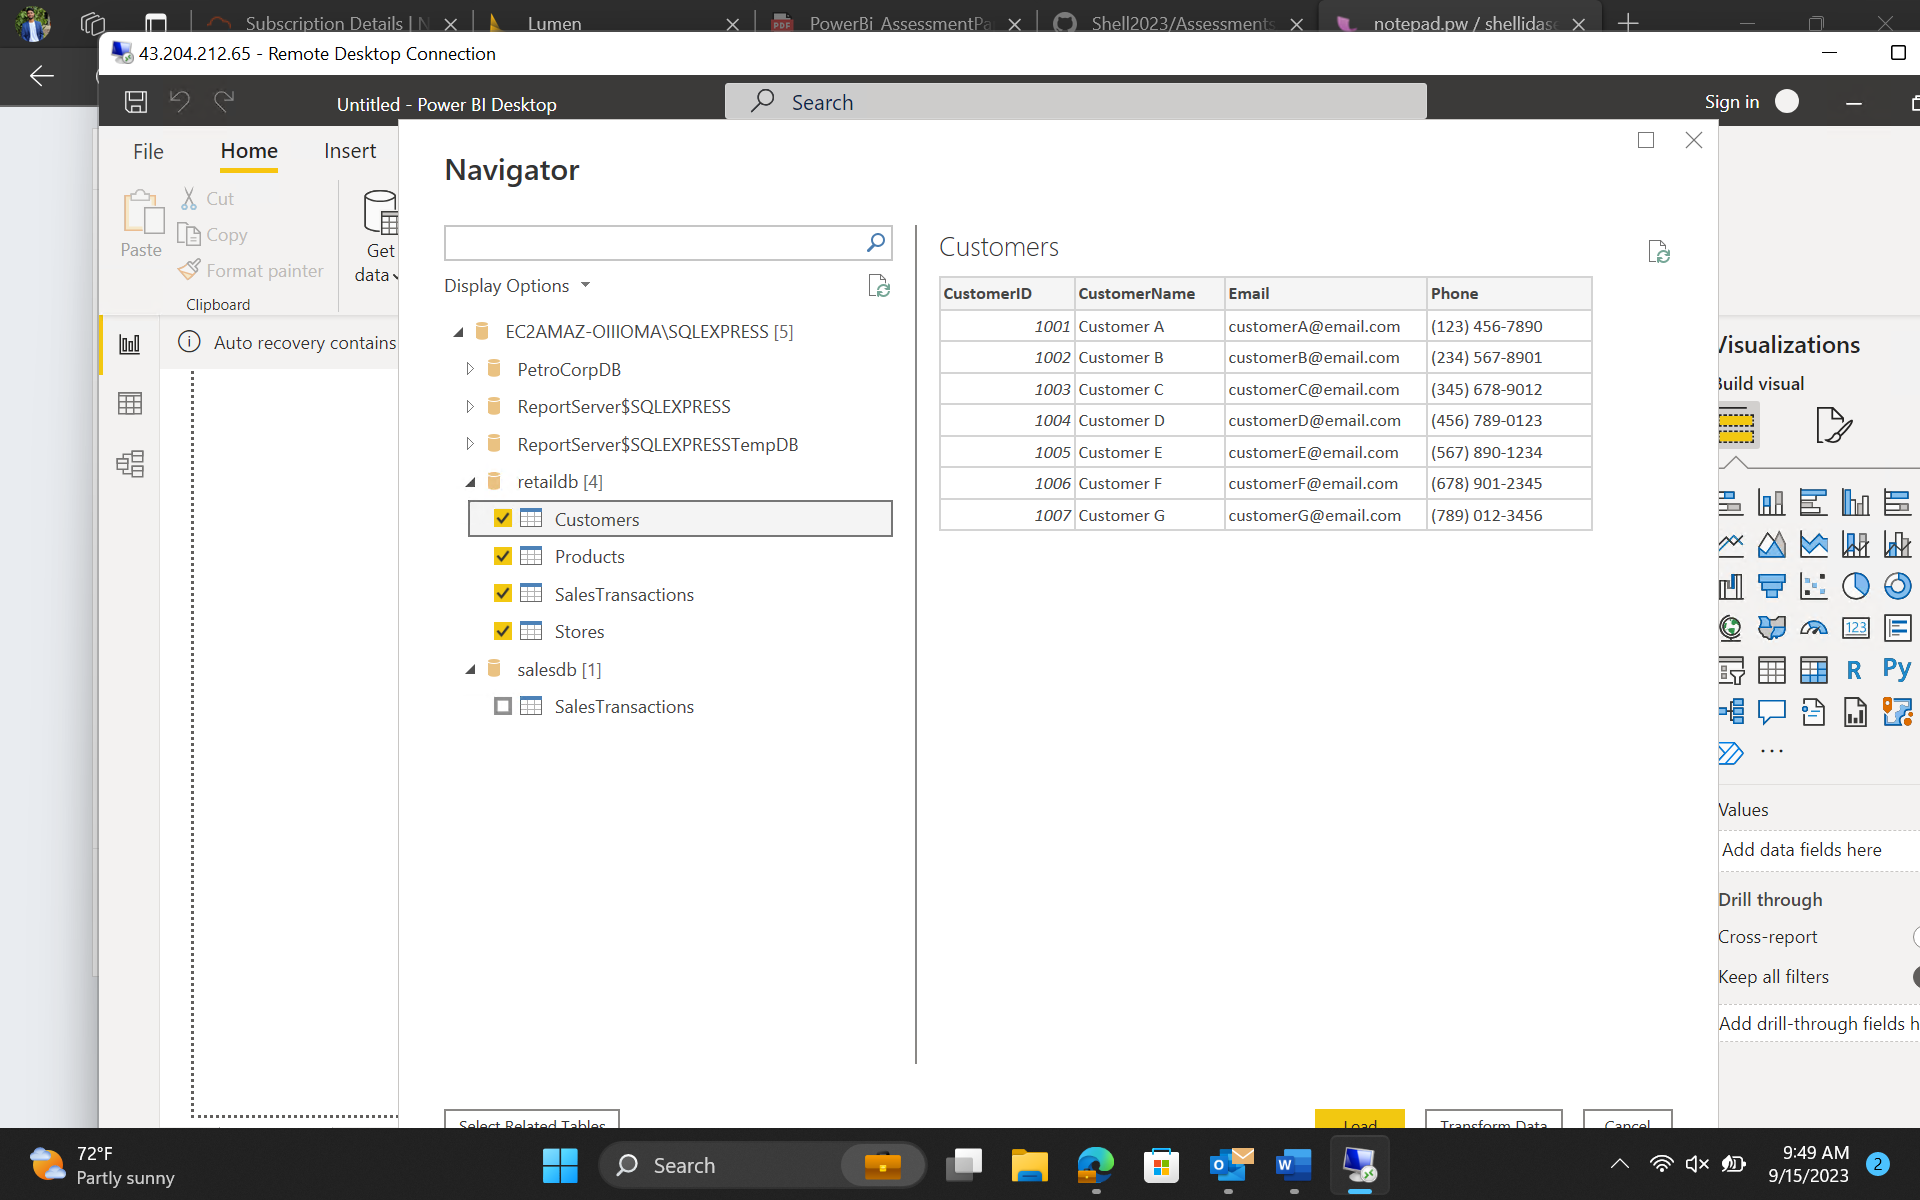 Subscription Details | N
Lumen
PowerBi_AssessmentPa
Shell2023/Assessments
notepad.pw / shellidase
43.204.212.65 - Remote Desktop Connection
Untitled - Power BI Desktop
Search
Sign in
File
Home
Insert
Paste
Cut
Copy
Format painter
Clipboard
Get
data
Auto recovery contains
Navigator
Display Options
EC2AMAZ-OIIIOMA\SQLEXPRESS [5]
PetroCorpDB
ReportServer$SQLEXPRESS
ReportServer$SQLEXPRESSTempDB
retaildb [4]
Customers
Products
SalesTransactions
Stores
salesdb [1]
SalesTransactions
Customers
CustomerID CustomerName Email Phone
1001 Customer A customerA@email.com (123) 456-7890
1002 Customer B customerB@email.com (234) 567-8901
1003 Customer C customerC@email.com (345) 678-9012
1004 Customer D customerD@email.com (456) 789-0123
1005 Customer E customerE@email.com (567) 890-1234
1006 Customer F customerF@email.com (678) 901-2345
1007 Customer G customerG@email.com (789) 012-3456
Select Related Tables
Load
Transform Data
Cancel
Visualizations
Build visual
123
R
Py
Values
Add data fields here
Drill through
Cross-report
Keep all filters
Add drill-through fields h
72°F
Partly sunny
Search
9:49 AM
9/15/2023
2